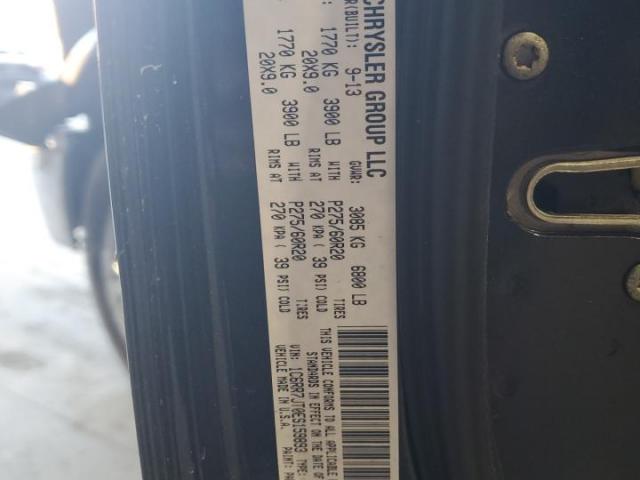 CHRYSLER GROUP LLC
R(BUILT): 9-13 GVWR: 3085 KG 6800 LB
1770 KG 3900 LB WITH P275/60R20 TIRES
20X9.0 RIMS AT 270 KPA ( 39 PSI) COLD
1770 KG 3900 LB WITH P275/60R20 TIRES
20X9.0 RIMS AT 270 KPA ( 39 PSI) COLD
THIS VEHICLE CONFORMS TO ALL APPLICABLE
IN EFFECT ON THE DATE OF
VIN: 1C6RR7JT0ES159893 TYPE:
VEHICLE MADE IN U.S.A. PAINT: